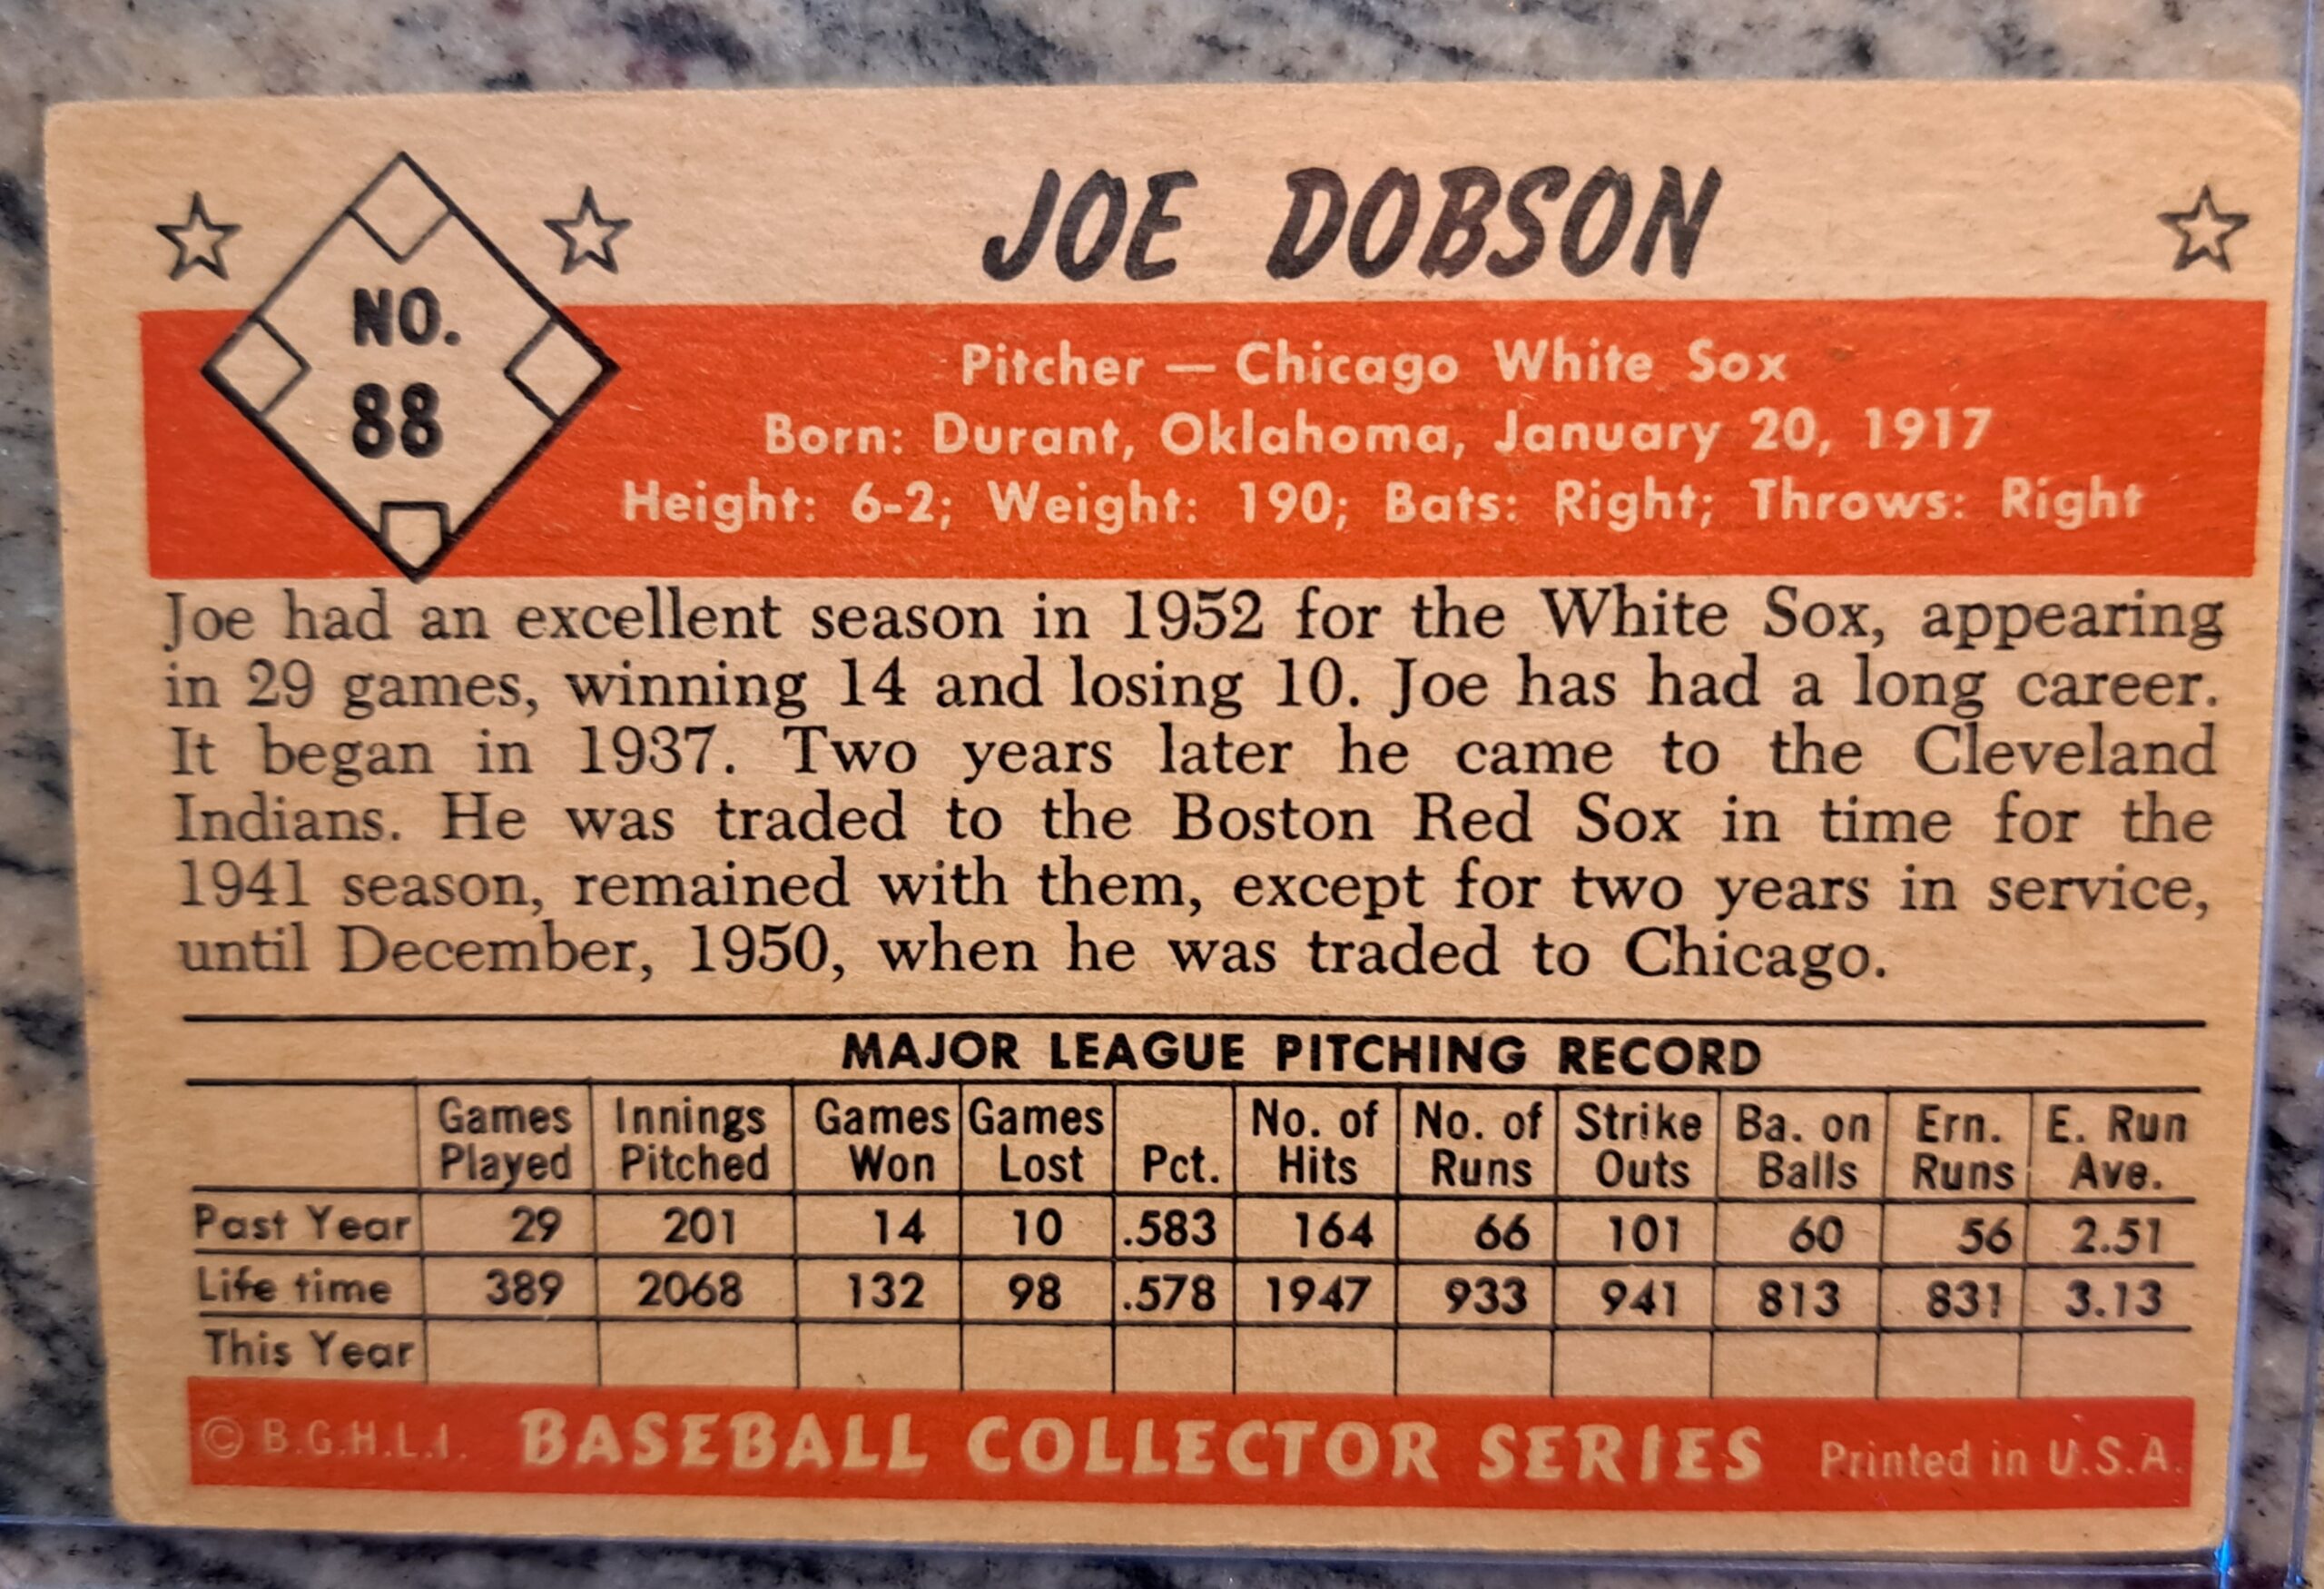 JOE DOBSON
NO.
88
Pitcher — Chicago White Sox
Born: Durant, Oklahoma, January 20, 1917
Height: 6-2; Weight: 190; Bats: Right; Throws: Right
Joe had an excellent season in 1952 for the White Sox, appearing
in 29 games, winning 14 and losing 10. Joe has had a long career.
It began in 1937. Two years later he came to the Cleveland
Indians. He was traded to the Boston Red Sox in time for the
1941 season, remained with them, except for two years in service,
until December, 1950, when he was traded to Chicago.
MAJOR LEAGUE PITCHING RECORD
Games Played Innings Pitched Games Won Games Lost Pct. No. of Hits No. of Runs Strike Outs Ba. on Balls Ern. Runs E. Run Ave.
Past Year 29 201 14 10 .583 164 66 101 60 56 2.51
Life time 389 2068 132 98 .578 1947 933 941 813 831 3.13
This Year
© B.G.H.L.I. BASEBALL COLLECTOR SERIES Printed in U.S.A.